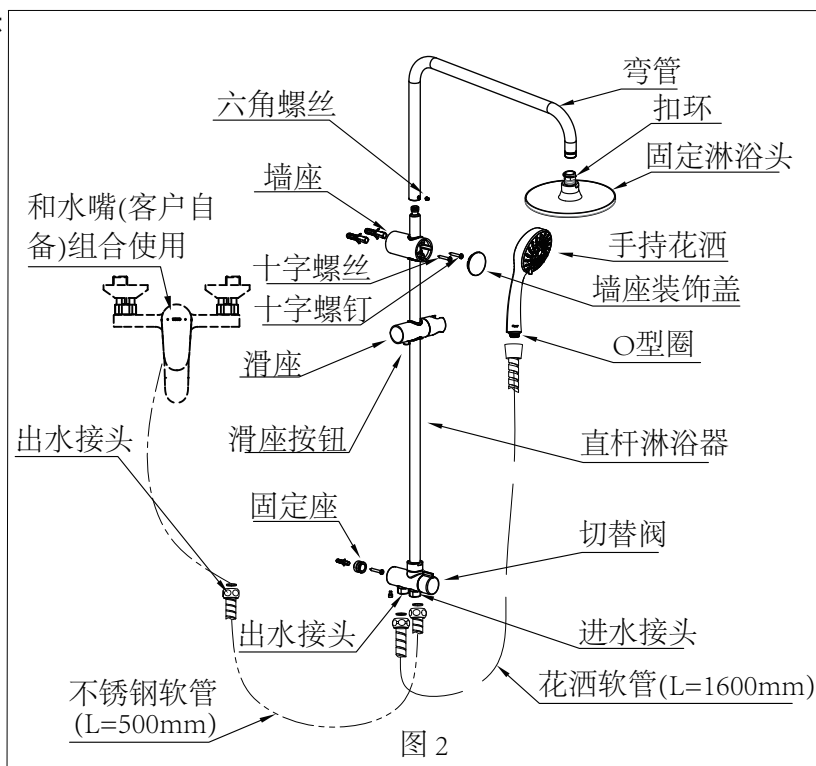 弯管
扣环
六角螺丝
固定淋浴头
墙座
和水嘴(客户自
备)组合使用
手持花洒
十字螺丝
墙座装饰盖
十字螺钉
O型圈
滑座
出水接头
滑座按钮
直杆淋浴器
固定座
切替阀
出水接头
进水接头
不锈钢软管
(L=500mm)
花洒软管(L=1600mm)
图 2